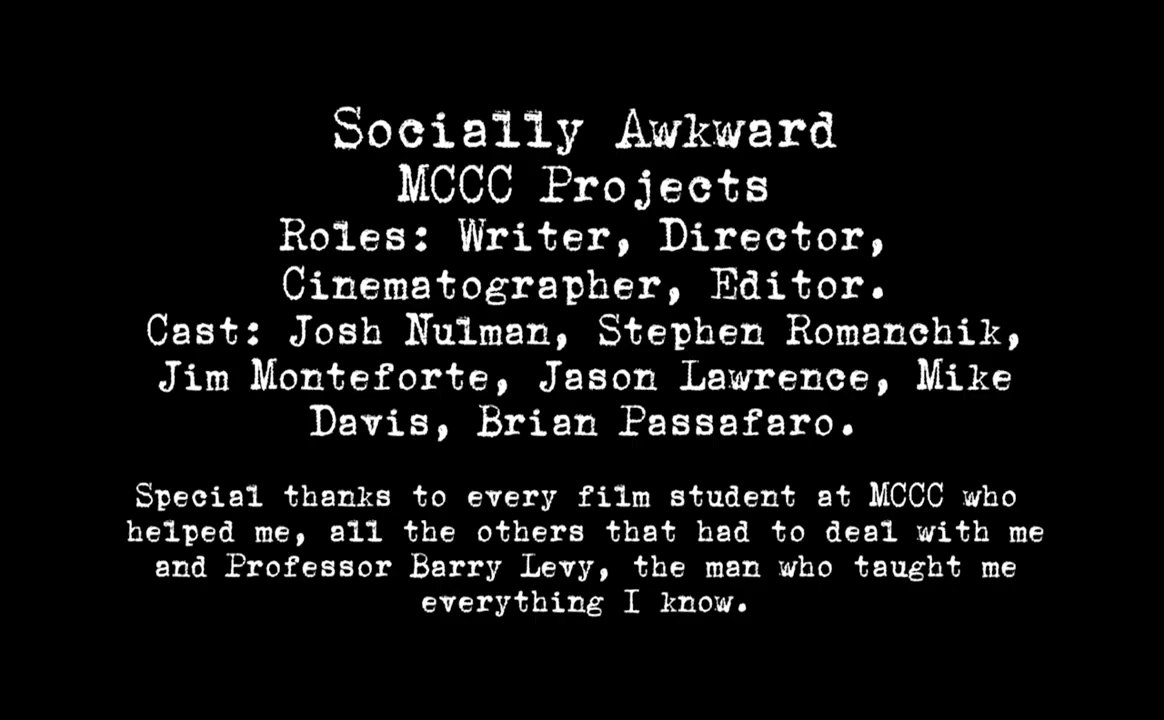 Socially Awkward
MCCC Projects
Roles: Writer, Director,
Cinematographer, Editor.
Cast: Josh Nulman, Stephen Romanchik,
Jim Monteforte, Jason Lawrence, Mike
Davis, Brian Passafaro.
Special thanks to every film student at MCCC who
helped me, all the others that had to deal with me
and Professor Barry Levy, the man who taught me
everything I know.